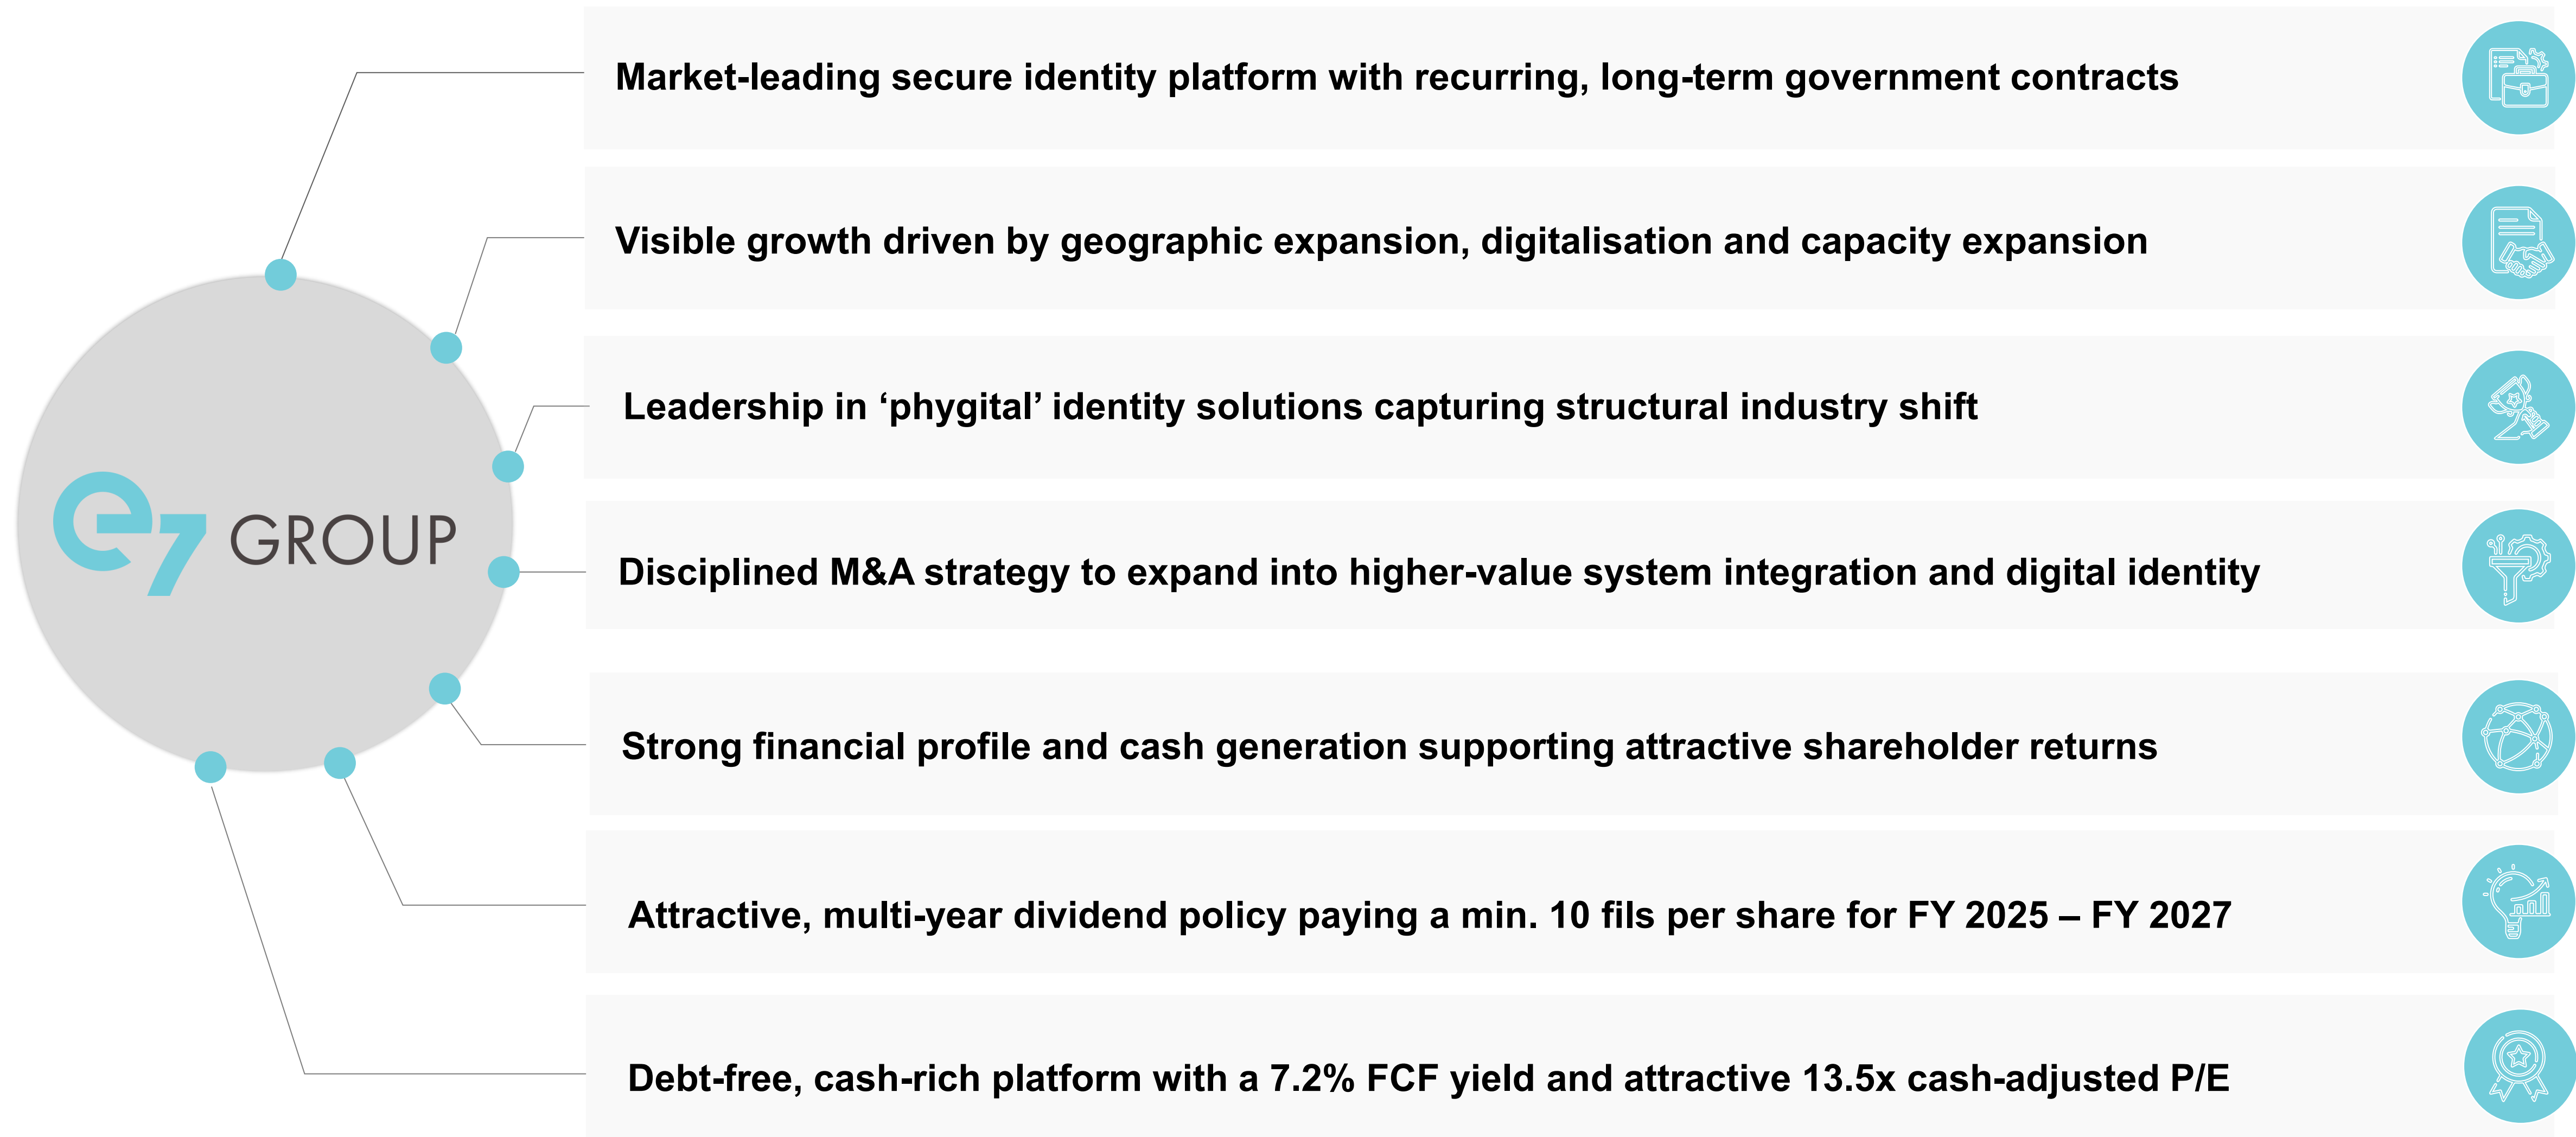 Market-leading secure identity platform with recurring, long-term government contracts
Visible growth driven by geographic expansion, digitalisation and capacity expansion
Leadership in ‘phygital’ identity solutions capturing structural industry shift
e7 GROUP
Disciplined M&A strategy to expand into higher-value system integration and digital identity
Strong financial profile and cash generation supporting attractive shareholder returns
Attractive, multi-year dividend policy paying a min. 10 fils per share for FY 2025 – FY 2027
Debt-free, cash-rich platform with a 7.2% FCF yield and attractive 13.5x cash-adjusted P/E